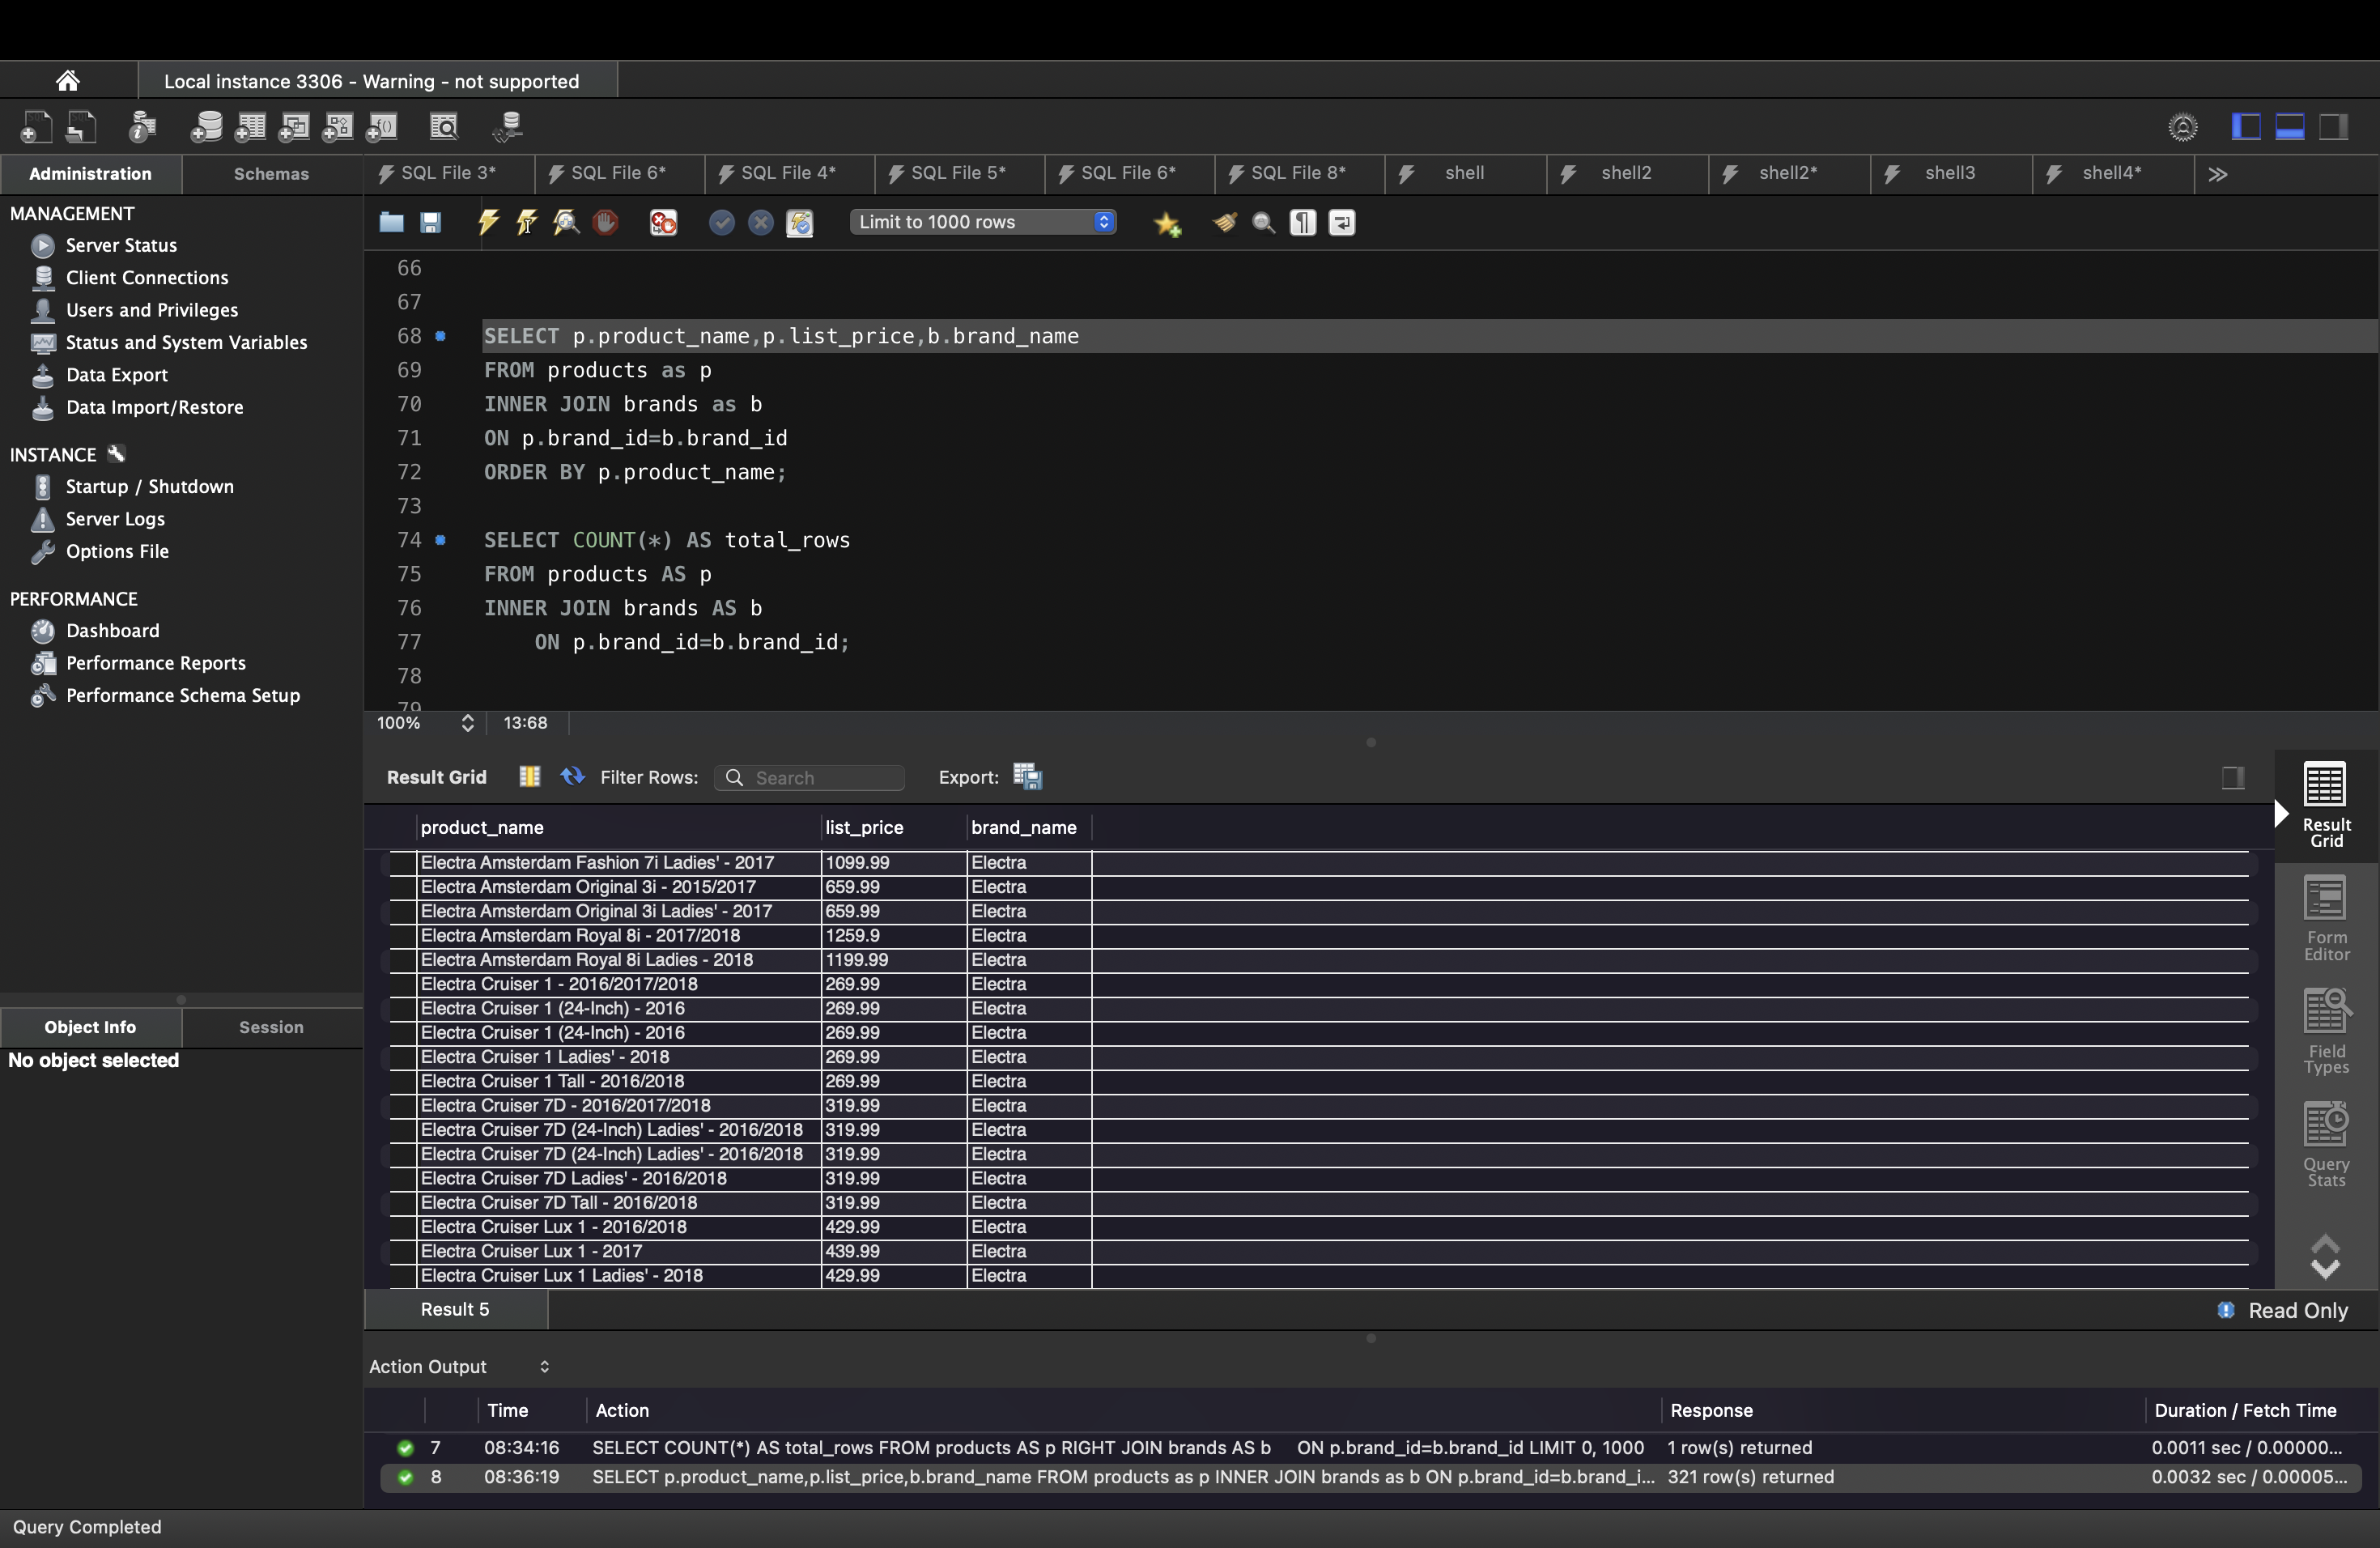 Local instance 3306 - Warning - not supported
Administration
Schemas
SQL File 3*
SQL File 6*
SQL File 4*
SQL File 5*
SQL File 6*
SQL File 8*
shell
shell2
shell2*
shell3
shell4*
MANAGEMENT
Server Status
Client Connections
Users and Privileges
Status and System Variables
Data Export
Data Import/Restore
INSTANCE
Startup / Shutdown
Server Logs
Options File
PERFORMANCE
Dashboard
Performance Reports
Performance Schema Setup
Object Info
Session
No object selected
Limit to 1000 rows
66
67
68 SELECT p.product_name,p.list_price,b.brand_name
69 FROM products as p
70 INNER JOIN brands as b
71 ON p.brand_id=b.brand_id
72 ORDER BY p.product_name;
73
74 SELECT COUNT(*) AS total_rows
75 FROM products AS p
76 INNER JOIN brands AS b
77 ON p.brand_id=b.brand_id;
78
79
100% 13:68
Result Grid Filter Rows: Search Export:
product_name list_price brand_name
Electra Amsterdam Fashion 7i Ladies' - 2017 1099.99 Electra
Electra Amsterdam Original 3i - 2015/2017 659.99 Electra
Electra Amsterdam Original 3i Ladies' - 2017 659.99 Electra
Electra Amsterdam Royal 8i - 2017/2018 1259.9 Electra
Electra Amsterdam Royal 8i Ladies - 2018 1199.99 Electra
Electra Cruiser 1 - 2016/2017/2018 269.99 Electra
Electra Cruiser 1 (24-Inch) - 2016 269.99 Electra
Electra Cruiser 1 (24-Inch) - 2016 269.99 Electra
Electra Cruiser 1 Ladies' - 2018 269.99 Electra
Electra Cruiser 1 Tall - 2016/2018 269.99 Electra
Electra Cruiser 7D - 2016/2017/2018 319.99 Electra
Electra Cruiser 7D (24-Inch) Ladies' - 2016/2018 319.99 Electra
Electra Cruiser 7D (24-Inch) Ladies' - 2016/2018 319.99 Electra
Electra Cruiser 7D Ladies' - 2016/2018 319.99 Electra
Electra Cruiser 7D Tall - 2016/2018 319.99 Electra
Electra Cruiser Lux 1 - 2016/2018 429.99 Electra
Electra Cruiser Lux 1 - 2017 439.99 Electra
Electra Cruiser Lux 1 Ladies' - 2018 429.99 Electra
Result
Grid
Form
Editor
Field
Types
Query
Stats
Result 5
Read Only
Action Output
Time Action Response Duration / Fetch Time
7 08:34:16 SELECT COUNT(*) AS total_rows FROM products AS p RIGHT JOIN brands AS b ON p.brand_id=b.brand_id LIMIT 0, 1000 1 row(s) returned 0.0011 sec / 0.00000...
8 08:36:19 SELECT p.product_name,p.list_price,b.brand_name FROM products as p INNER JOIN brands as b ON p.brand_id=b.brand_i... 321 row(s) returned 0.0032 sec / 0.00005...
Query Completed